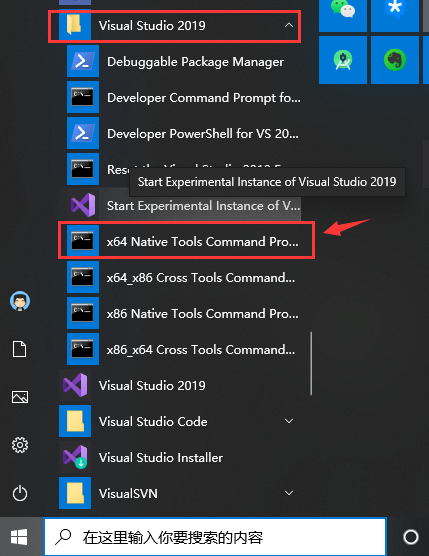 Visual Studio 2019
Debuggable Package Manager
Developer Command Prompt fo...
Developer PowerShell for VS 20...
Start Experimental Instance of Visual Studio 2019
Start Experimental Instance of V...
x64 Native Tools Command Pro...
x64_x86 Cross Tools Command...
x86 Native Tools Command Pro...
x86_x64 Cross Tools Command...
Visual Studio 2019
Visual Studio Code
Visual Studio Installer
VisualSVN
在这里输入你要搜索的内容